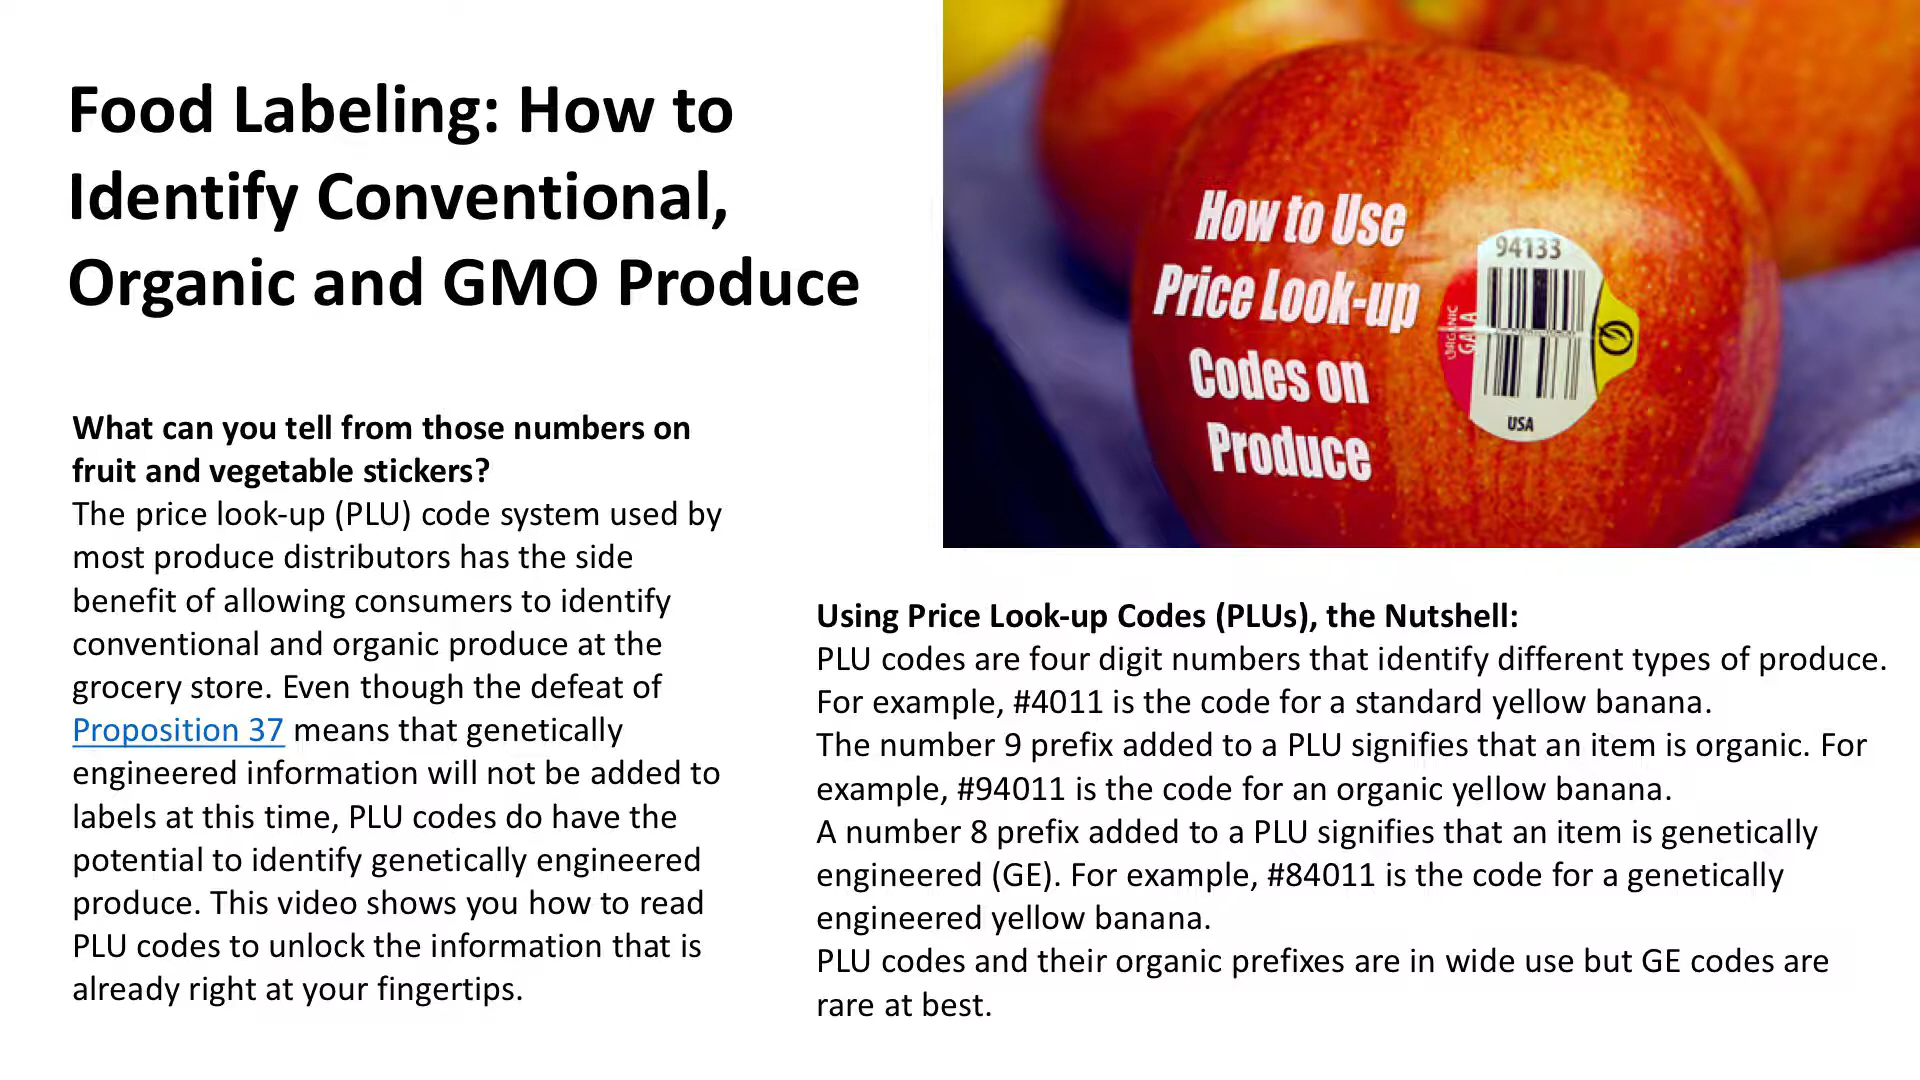 Food Labeling: How to
Identify Conventional,
Organic and GMO Produce
What can you tell from those numbers on
fruit and vegetable stickers?
The price look-up (PLU) code system used by
most produce distributors has the side
benefit of allowing consumers to identify
conventional and organic produce at the
grocery store. Even though the defeat of
Proposition 37 means that genetically
engineered information will not be added to
labels at this time, PLU codes do have the
potential to identify genetically engineered
produce. This video shows you how to read
PLU codes to unlock the information that is
already right at your fingertips.
How to Use
Price Look-up
Codes on
Produce
94133
ORGANIC
GALA
USA
Using Price Look-up Codes (PLUs), the Nutshell:
PLU codes are four digit numbers that identify different types of produce.
For example, #4011 is the code for a standard yellow banana.
The number 9 prefix added to a PLU signifies that an item is organic. For
example, #94011 is the code for an organic yellow banana.
A number 8 prefix added to a PLU signifies that an item is genetically
engineered (GE). For example, #84011 is the code for a genetically
engineered yellow banana.
PLU codes and their organic prefixes are in wide use but GE codes are
rare at best.